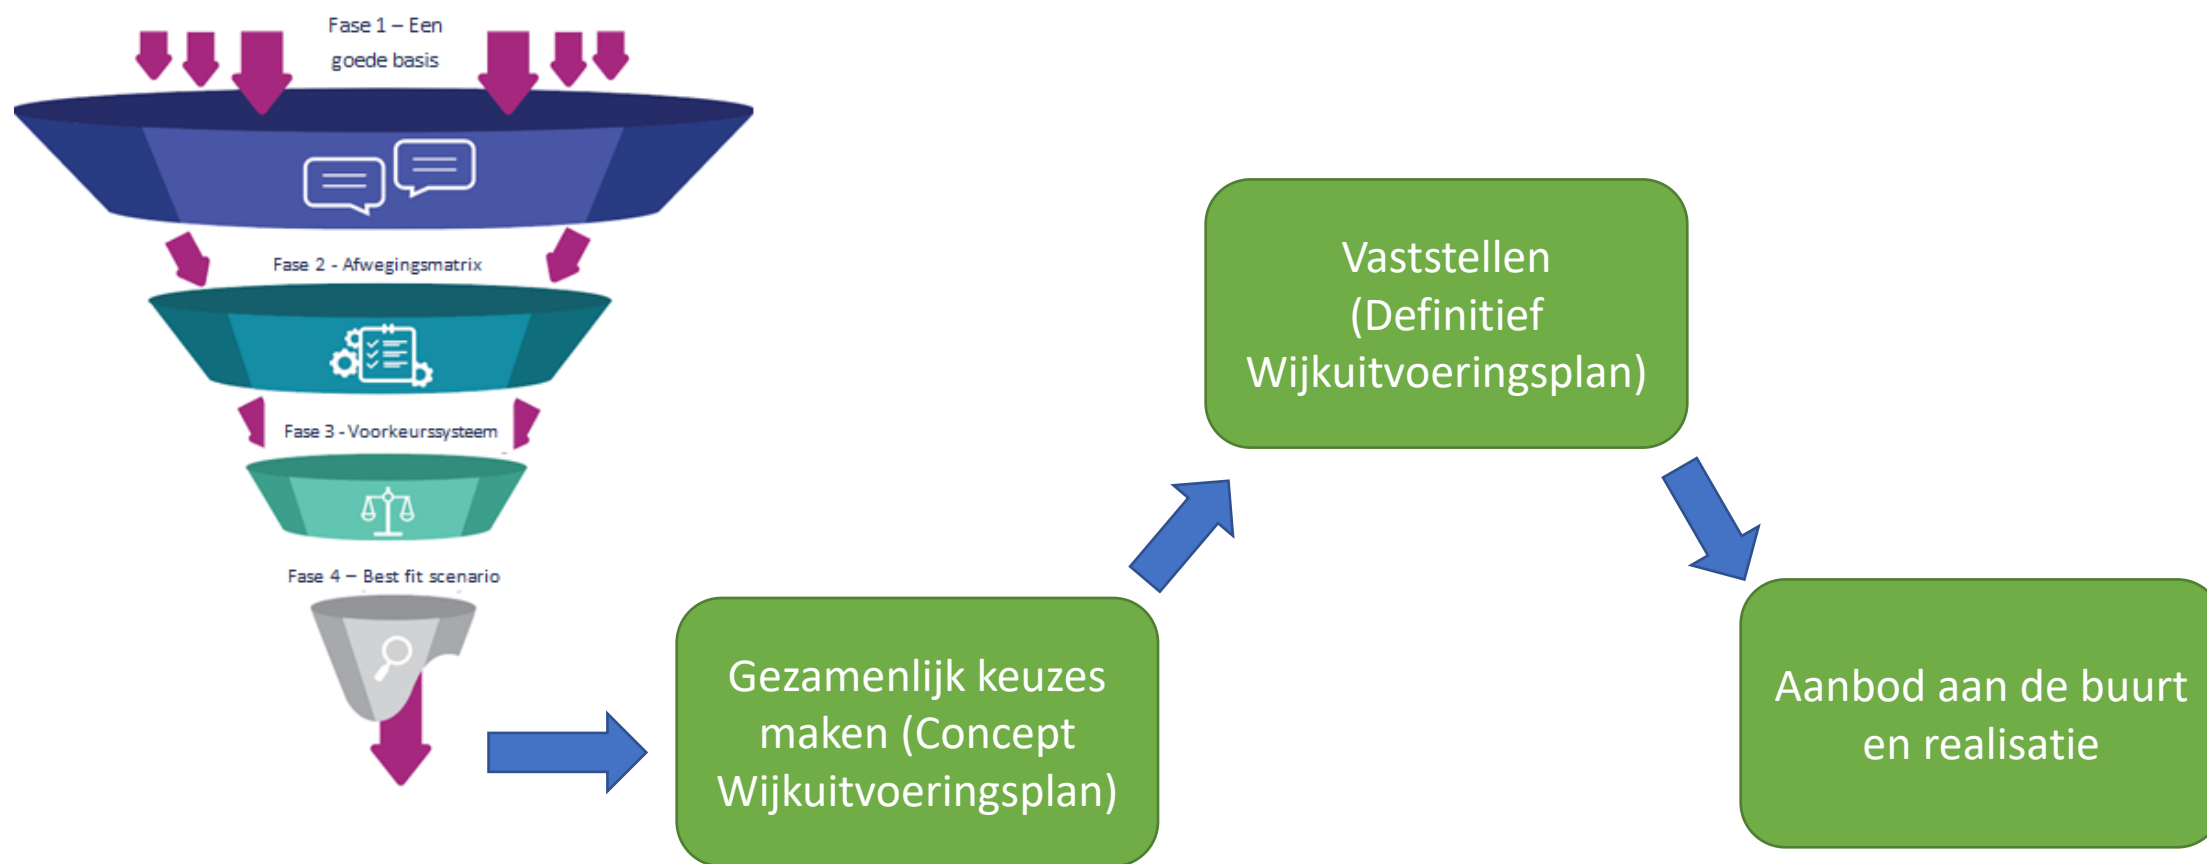 Fase 1 – Een
goede basis
Fase 2 - Afwegingsmatrix
Fase 3 - Voorkeurssysteem
Fase 4 – Best fit scenario
Gezamenlijk keuzes
maken (Concept
Wijkuitvoeringsplan)
Vaststellen
(Definitief
Wijkuitvoeringsplan)
Aanbod aan de buurt
en realisatie